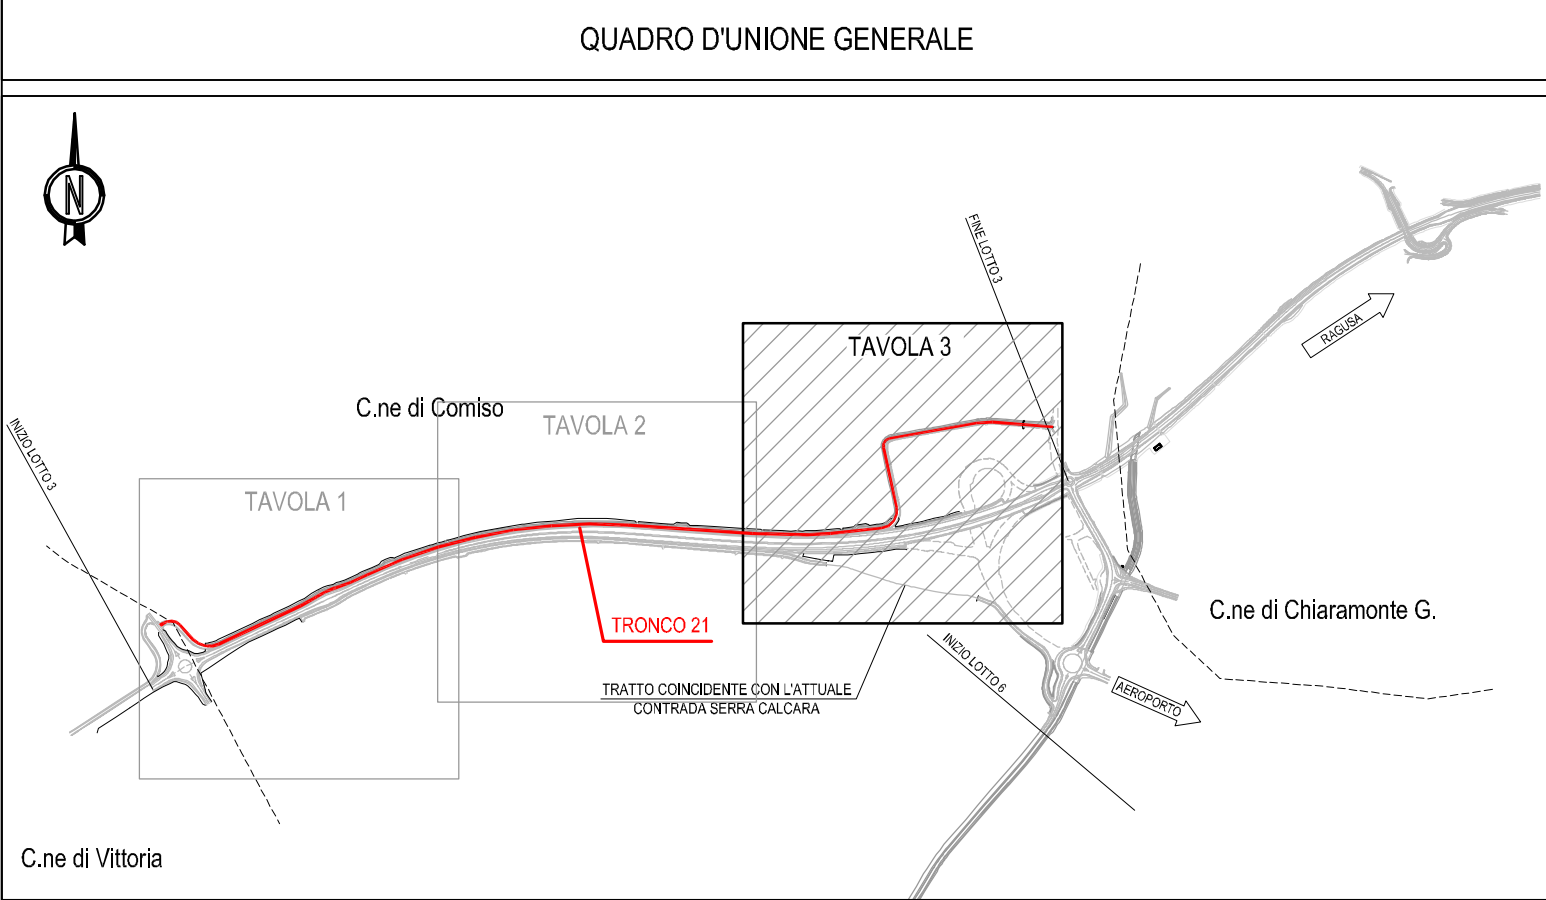 QUADRO D'UNIONE GENERALE
N
FINE LOTTO 3
RAGUSA
TAVOLA 3
C.ne di Comiso
TAVOLA 2
INIZIO LOTTO 3
TAVOLA 1
TRONCO 21
C.ne di Chiaramonte G.
INIZIO LOTTO 6
TRATTO COINCIDENTE CON L'ATTUALE
CONTRADA SERRA CALCARA
AEROPORTO
C.ne di Vittoria